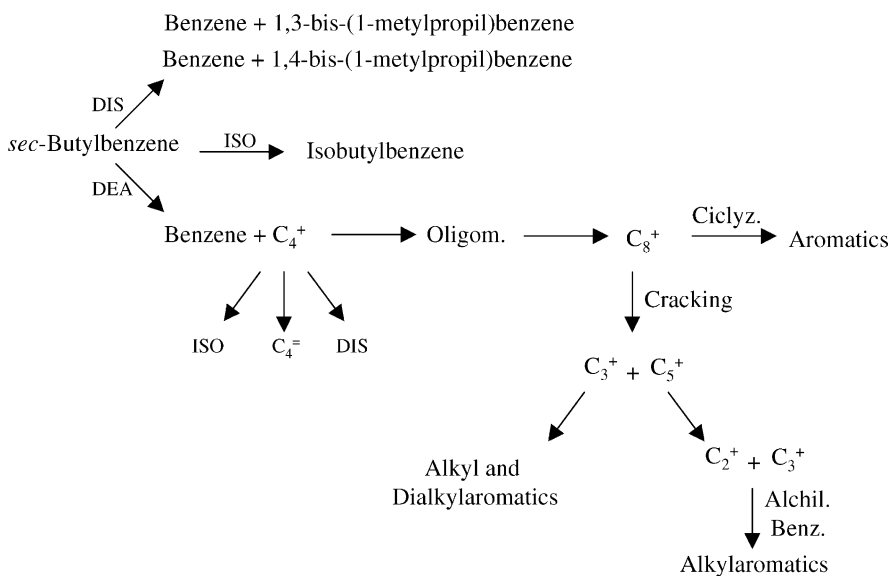 Benzene + 1,3-bis-(1-metylpropil)benzene
Benzene + 1,4-bis-(1-metylpropil)benzene
DIS
sec-Butylbenzene
ISO
Isobutylbenzene
DEA
Benzene + C₄⁺
Oligom.
C₈⁺
Ciclyz.
Aromatics
Cracking
ISO
C₄⁼
DIS
C₃⁺ + C₅⁺
Alkyl and
Dialkylaromatics
C₂⁺ + C₃⁺
Alchil.
Benz.
Alkylaromatics